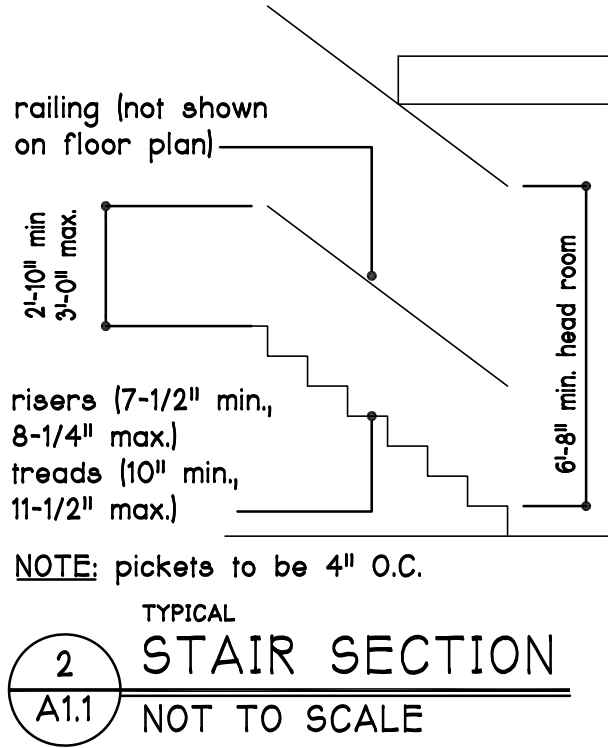 railing (not shown
on floor plan)
2'-10" min
3'-0" max.
6'-8" min. head room
risers (7-1/2" min.,
8-1/4" max.)
treads (10" min.,
11-1/2" max.)
NOTE: pickets to be 4" O.C.
TYPICAL
2
STAIR SECTION
A1.1
NOT TO SCALE